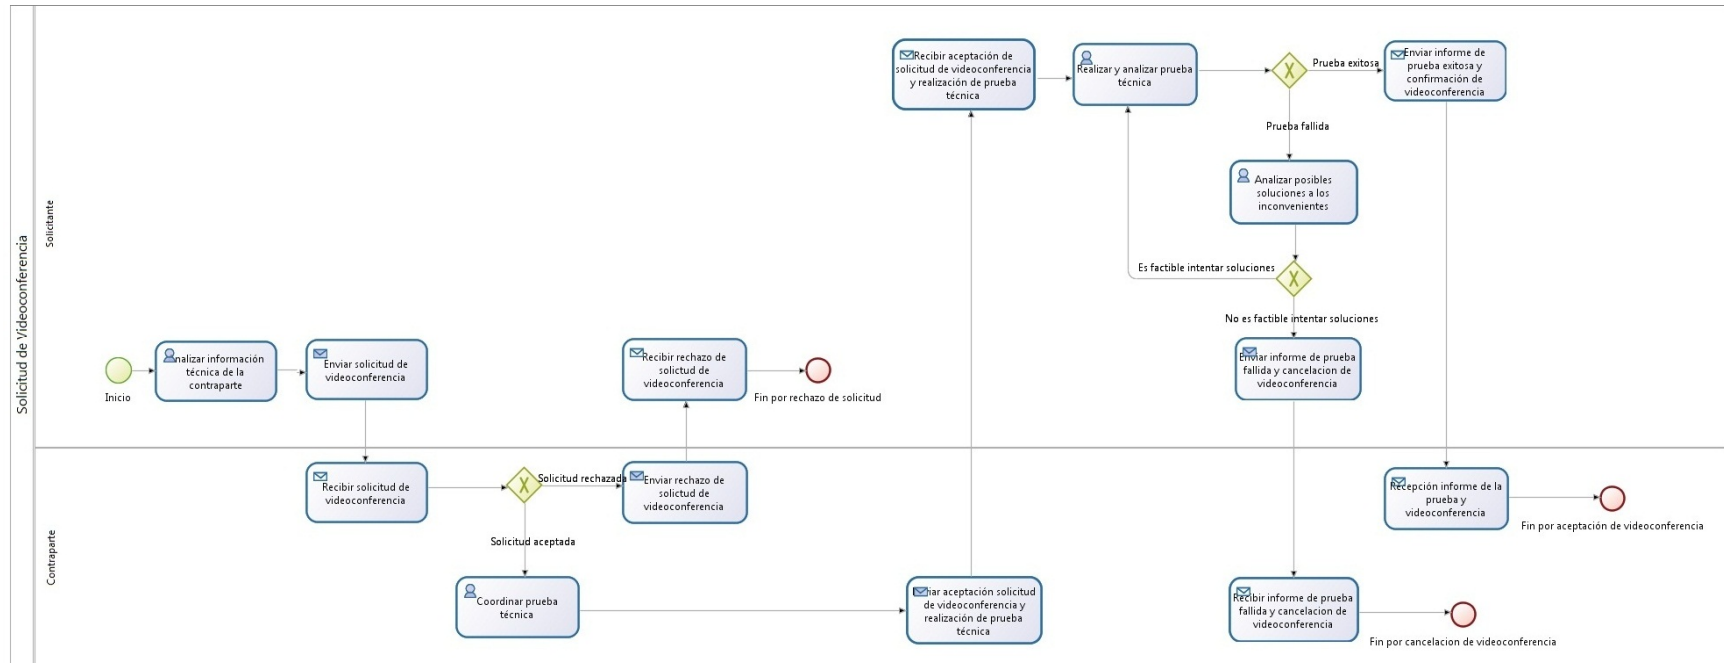 Solicitud de Videoconferencia
Solicitante
Inicio
Analizar información
técnica de la
contraparte
Enviar solicitud de
videoconferencia
Recibir rechazo de
solicitud de
videoconferencia
Fin por rechazo de solicitud
Recibir aceptación de
solicitud de videoconferencia
y realización de prueba
técnica
Realizar y analizar prueba
técnica
Prueba exitosa
Enviar informe de
prueba exitosa y
confirmación de
videoconferencia
Prueba fallida
Analizar posibles
soluciones a los
inconvenientes
Es factible intentar soluciones
No es factible intentar soluciones
Enviar informe de prueba
fallida y cancelacion de
videoconferencia
Contraparte
Recibir solicitud de
videoconferencia
Solicitud rechazada
Enviar rechazo de
solictud de
videoconferencia
Solicitud aceptada
Coordinar prueba
técnica
Enviar aceptación solicitud
de videoconferencia y
realización de prueba
técnica
Recepción informe de la
prueba y
videoconferencia
Fin por aceptación de videoconferencia
Recibir informe de prueba
fallida y cancelacion de
videoconferencia
Fin por cancelacion de videoconferencia